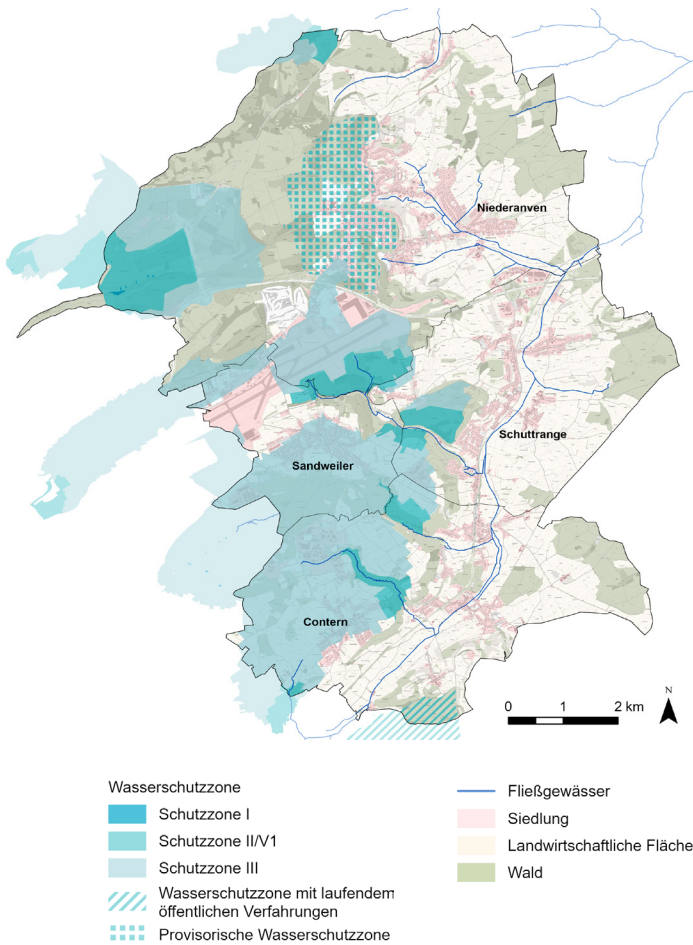 Niederanven
Schuttrange
Sandweiler
Contern
N
0 1 2 km
Wasserschutzzone
Schutzzone I
Schutzzone II/V1
Schutzzone III
Wasserschutzzone mit laufendem
öffentlichen Verfahrungen
Provisorische Wasserschutzzone
Fließgewässer
Siedlung
Landwirtschaftliche Fläche
Wald